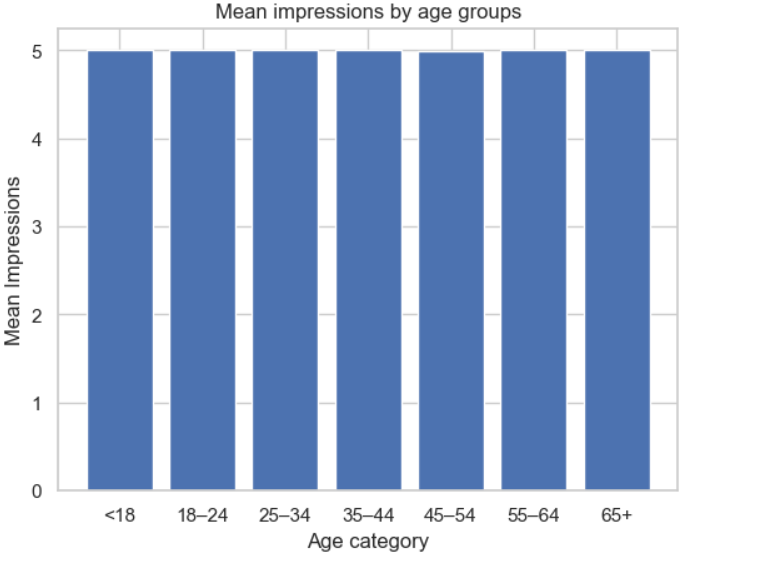 Mean impressions by age groups
Mean Impressions
5
4
3
2
1
0
<18 18–24 25–34 35–44 45–54 55–64 65+
Age category